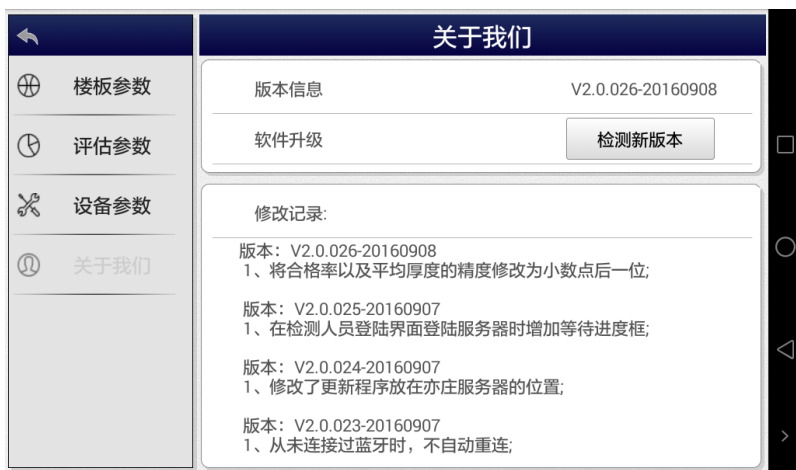 关于我们
楼板参数
评估参数
设备参数
关于我们
版本信息 V2.0.026-20160908
软件升级 检测新版本
修改记录:
版本：V2.0.026-20160908
1、将合格率以及平均厚度的精度修改为小数点后一位;
版本：V2.0.025-20160907
1、在检测人员登陆界面登陆服务器时增加等待进度框;
版本：V2.0.024-20160907
1、修改了更新程序放在亦庄服务器的位置;
版本：V2.0.023-20160907
1、从未连接过蓝牙时，不自动重连;